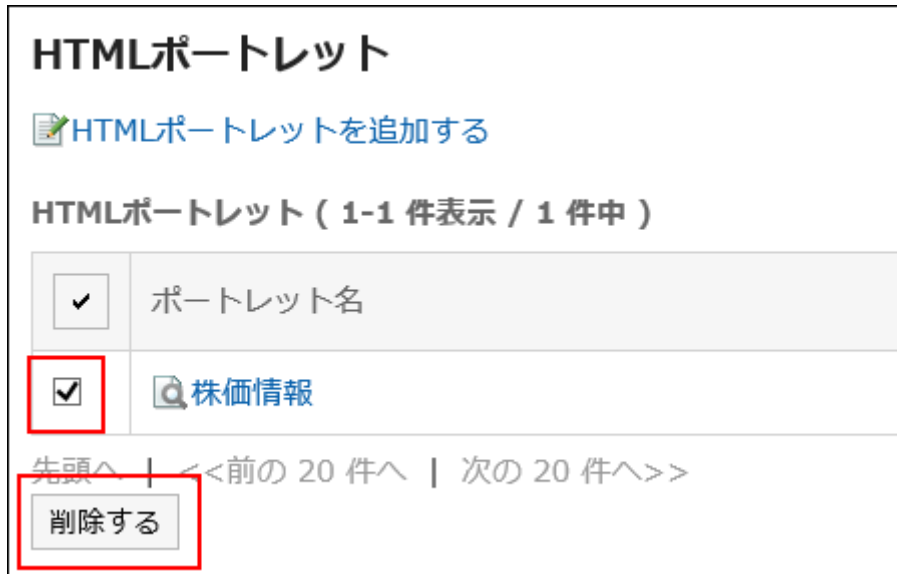 HTMLポートレット
HTMLポートレットを追加する
HTMLポートレット ( 1-1 件表示 / 1 件中 )
ポートレット名
株価情報
先頭へ | <<前の 20 件へ | 次の 20 件へ>>
削除する